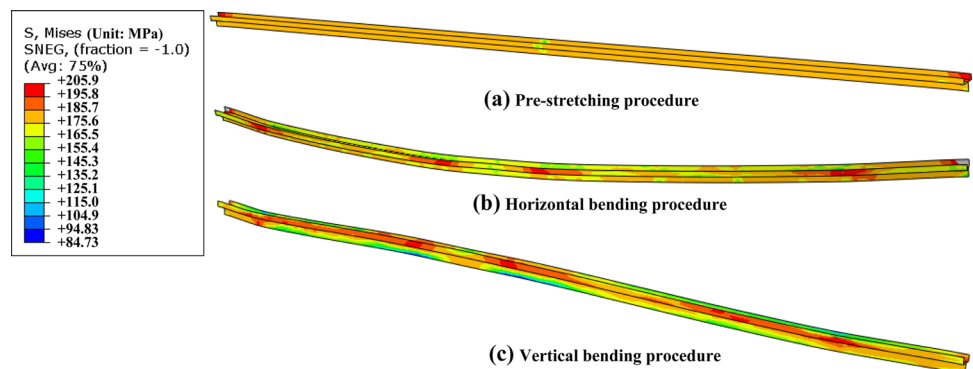 S, Mises (Unit: MPa)
SNEG, (fraction = -1.0)
(Avg: 75%)
+205.9
+195.8
+185.7
+175.6
+165.5
+155.4
+145.3
+135.2
+125.1
+115.0
+104.9
+94.83
+84.73
(a) Pre-stretching procedure
(b) Horizontal bending procedure
(c) Vertical bending procedure